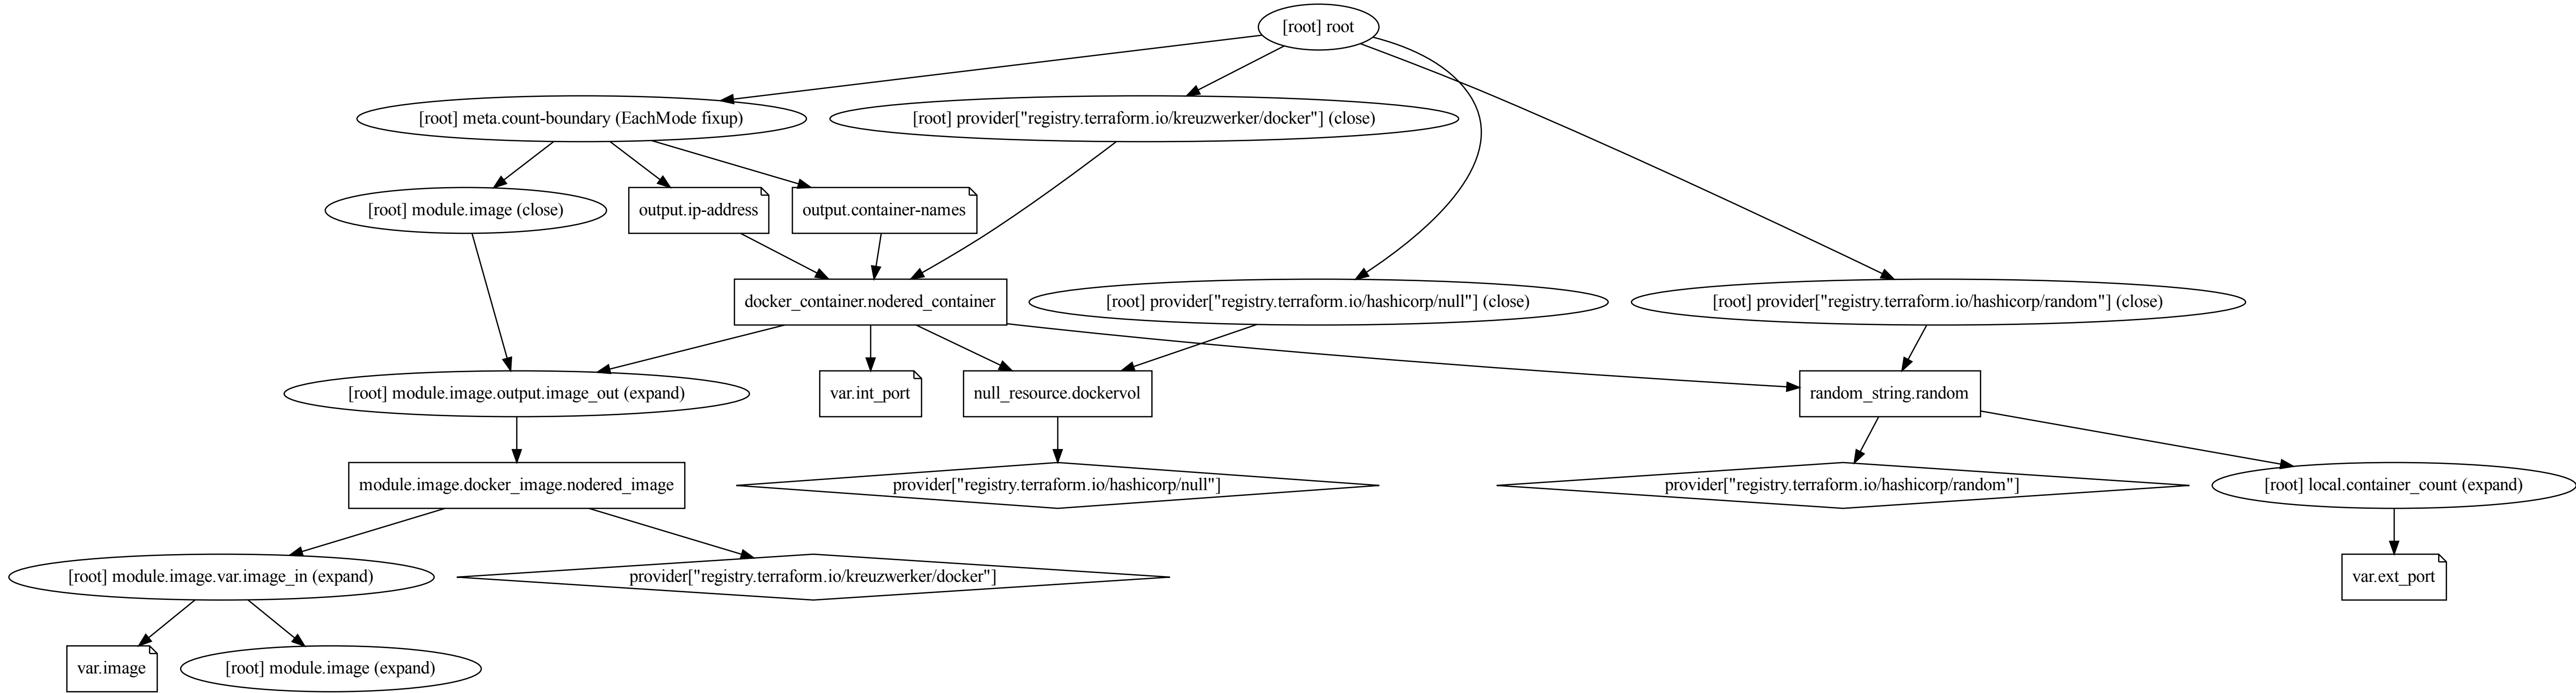 [root] root
[root] meta.count-boundary (EachMode fixup)
[root] provider["registry.terraform.io/kreuzwerker/docker"] (close)
[root] module.image (close)
output.ip-address
output.container-names
docker_container.nodered_container
[root] provider["registry.terraform.io/hashicorp/null"] (close)
[root] provider["registry.terraform.io/hashicorp/random"] (close)
[root] module.image.output.image_out (expand)
var.int_port
null_resource.dockervol
random_string.random
module.image.docker_image.nodered_image
provider["registry.terraform.io/hashicorp/null"]
provider["registry.terraform.io/hashicorp/random"]
[root] local.container_count (expand)
[root] module.image.var.image_in (expand)
provider["registry.terraform.io/kreuzwerker/docker"]
var.ext_port
var.image
[root] module.image (expand)